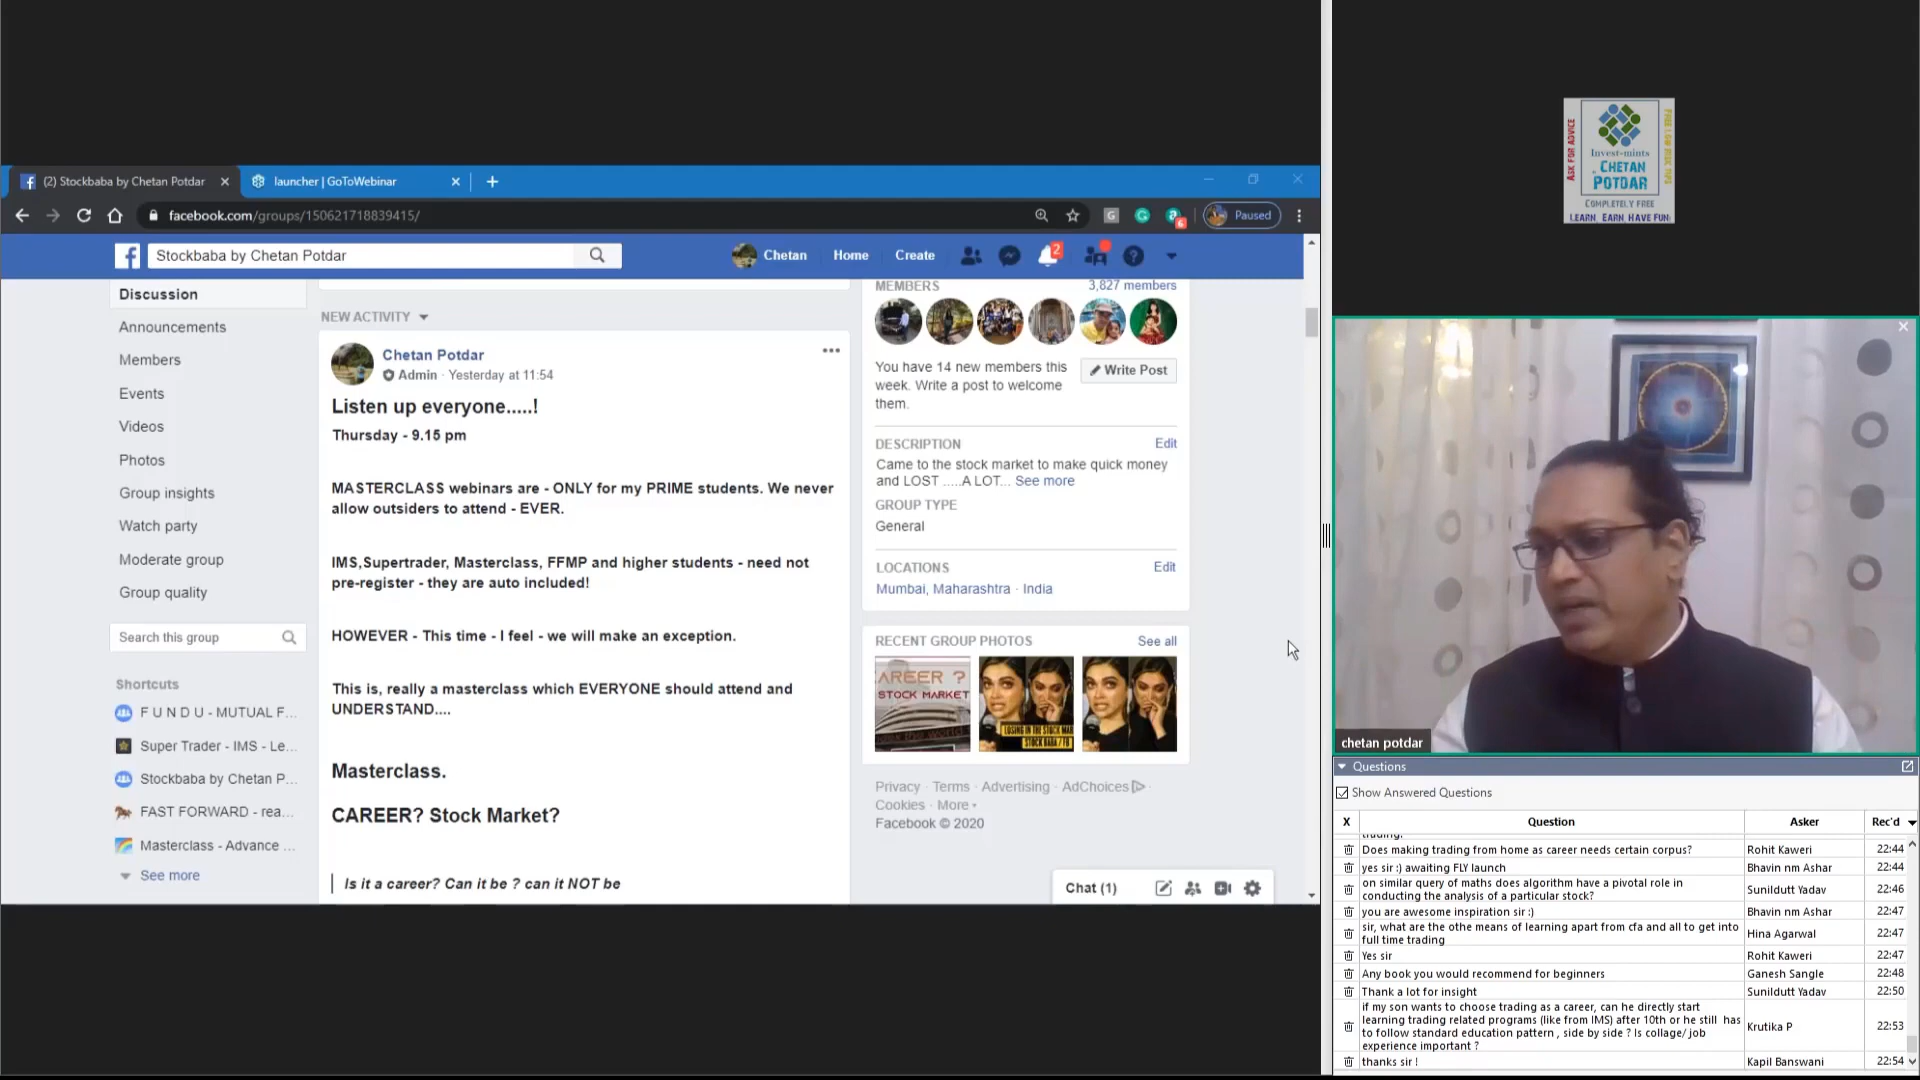 (2) Stockbaba by Chetan Potdar
launcher | GoToWebinar
facebook.com/groups/150621718839415/
Paused
6
Stockbaba by Chetan Potdar
Chetan
Home
Create
2
Discussion
Announcements
Members
Events
Videos
Photos
Group insights
Watch party
Moderate group
Group quality
Search this group
Shortcuts
F U N D U - MUTUAL F...
Super Trader - IMS - Le...
Stockbaba by Chetan P...
FAST FORWARD - rea...
Masterclass - Advance ...
See more
NEW ACTIVITY
Chetan Potdar
Admin · Yesterday at 11:54
Listen up everyone.....!
Thursday - 9.15 pm
MASTERCLASS webinars are - ONLY for my PRIME students. We never
allow outsiders to attend - EVER.
IMS,Supertrader, Masterclass, FFMP and higher students - need not
pre-register - they are auto included!
HOWEVER - This time - I feel - we will make an exception.
This is, really a masterclass which EVERYONE should attend and
UNDERSTAND....
Masterclass.
CAREER? Stock Market?
Is it a career? Can it be ? can it NOT be
MEMBERS
3,827 members
You have 14 new members this
week. Write a post to welcome
them.
Write Post
DESCRIPTION
Edit
Came to the stock market to make quick money
and LOST .....A LOT... See more
GROUP TYPE
General
LOCATIONS
Edit
Mumbai, Maharashtra · India
RECENT GROUP PHOTOS
See all
AREER ?
STOCK MARKET
LOSING IN THE STOCK MAR
STOCK BABA / FB
Privacy · Terms · Advertising · AdChoices ·
Cookies · More
Facebook © 2020
Chat (1)
ASK FOR ADVICE
Invest-mints
CHETAN
POTDAR
COMPLETELY FREE
LEARN, EARN HAVE FUN
chetan potdar
Questions
Show Answered Questions
X Question Asker Rec'd
trading.
Does making trading from home as career needs certain corpus? Rohit Kaweri 22:44
yes sir :) awaiting FLY launch Bhavin nm Ashar 22:44
on similar query of maths does algorithm have a pivotal role in
conducting the analysis of a particular stock? Sunildutt Yadav 22:46
you are awesome inspiration sir :) Bhavin nm Ashar 22:47
sir, what are the othe means of learning apart from cfa and all to get into
full time trading Hina Agarwal 22:47
Yes sir Rohit Kaweri 22:47
Any book you would recommend for beginners Ganesh Sangle 22:48
Thank a lot for insight Sunildutt Yadav 22:50
if my son wants to choose trading as a career, can he directly start
learning trading related programs (like from IMS) after 10th or he still has
to follow standard education pattern , side by side ? Is collage/ job
experience important ? Krutika P 22:53
thanks sir ! Kapil Banswani 22:54